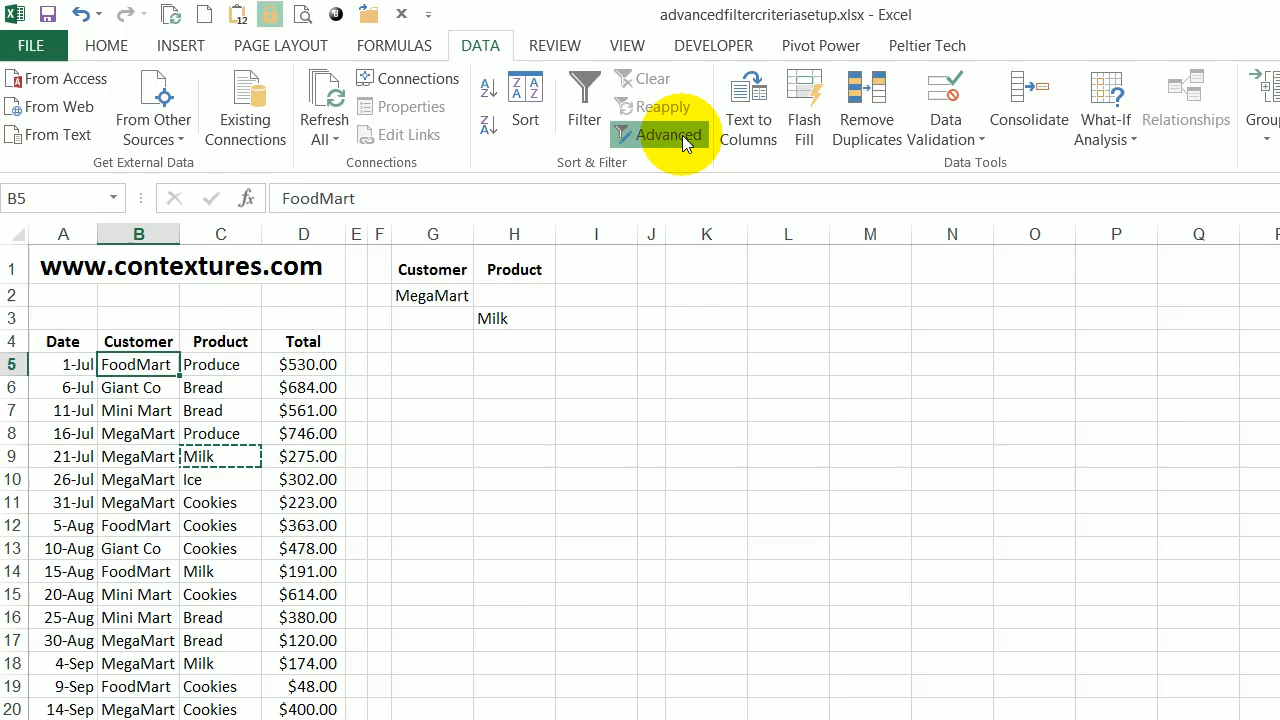 advancedfiltercriteriasetup.xlsx - Excel
FILE HOME INSERT PAGE LAYOUT FORMULAS DATA REVIEW VIEW DEVELOPER Pivot Power Peltier Tech
From Access
From Web
From Text
From Other Sources
Existing Connections
Get External Data
Refresh All
Connections
Properties
Edit Links
Connections
Sort
Filter
Clear
Reapply
Advanced
Sort & Filter
Text to Columns
Flash Fill
Remove Duplicates
Data Validation
Consolidate
What-If Analysis
Relationships
Data Tools
B5 fx FoodMart
A B C D E F G H I J K L M N O P Q
1 www.contextures.com Customer Product
2 MegaMart
3 Milk
4 Date Customer Product Total
5 1-Jul FoodMart Produce $530.00
6 6-Jul Giant Co Bread $684.00
7 11-Jul Mini Mart Bread $561.00
8 16-Jul MegaMart Produce $746.00
9 21-Jul MegaMart Milk $275.00
10 26-Jul MegaMart Ice $302.00
11 31-Jul MegaMart Cookies $223.00
12 5-Aug FoodMart Cookies $363.00
13 10-Aug Giant Co Cookies $478.00
14 15-Aug FoodMart Milk $191.00
15 20-Aug Mini Mart Cookies $614.00
16 25-Aug Mini Mart Bread $380.00
17 30-Aug MegaMart Bread $120.00
18 4-Sep MegaMart Milk $174.00
19 9-Sep FoodMart Cookies $48.00
20 14-Sep MegaMart Cookies $400.00